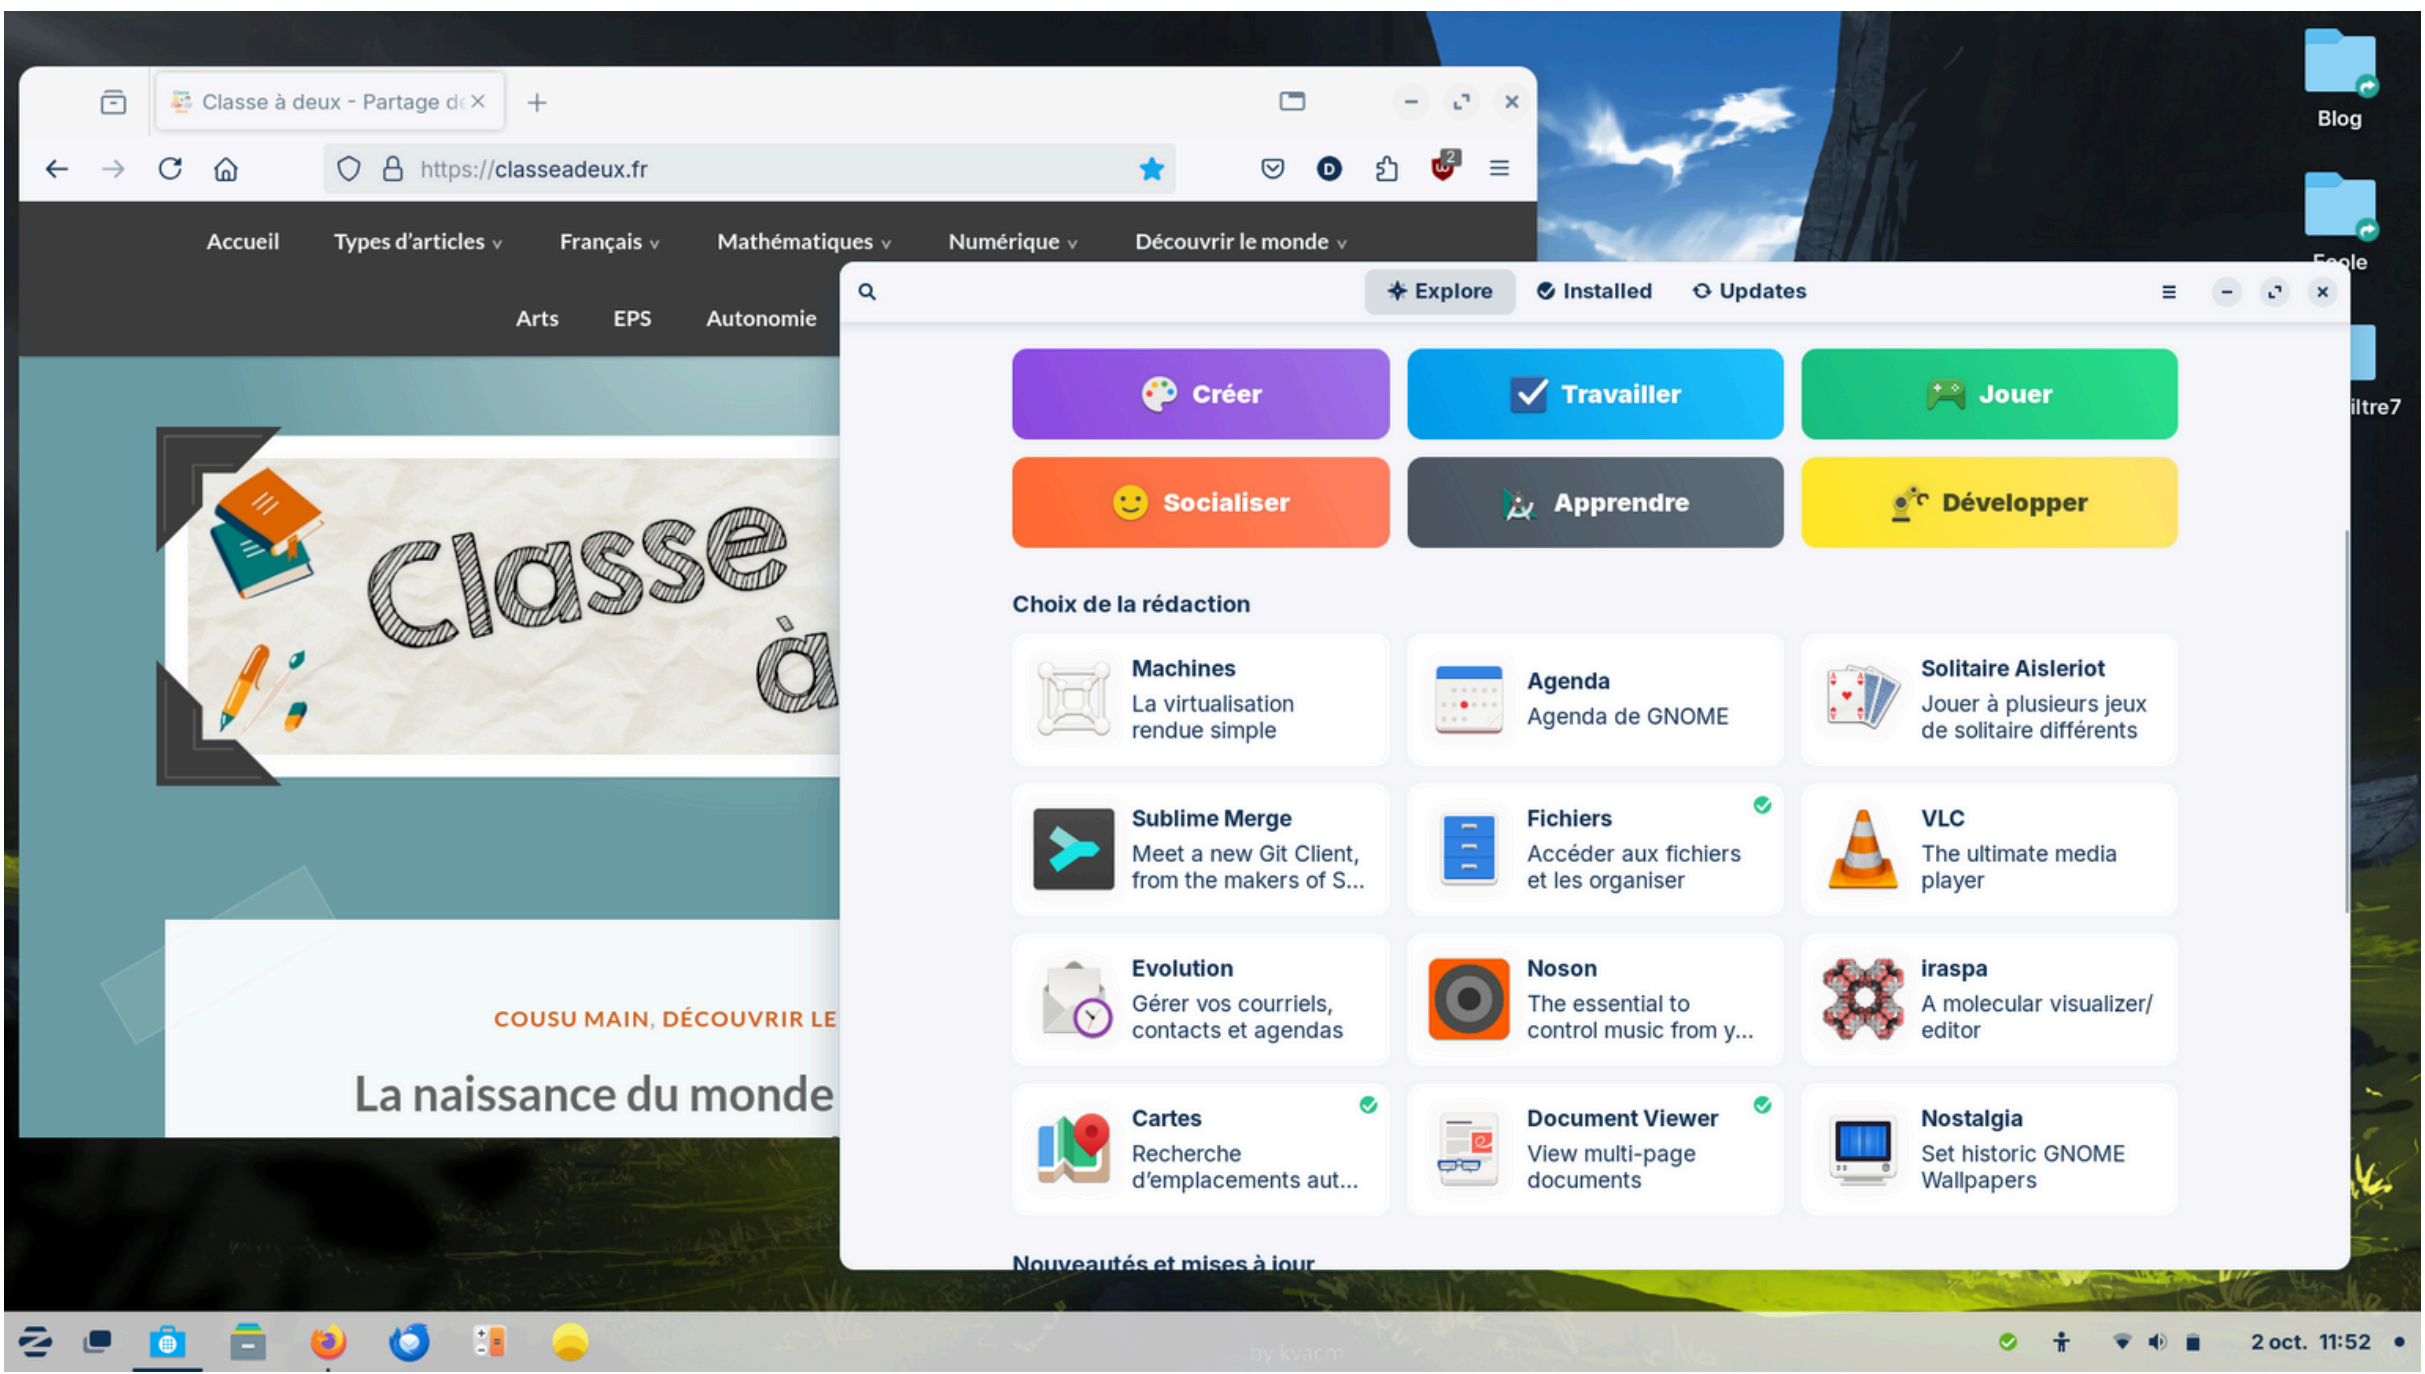 Classe à deux - Partage de
https://classeadeux.fr
2
Accueil
Types d'articles
Français
Mathématiques
Numérique
Découvrir le monde
Arts
EPS
Autonomie
Classe
à
COUSU MAIN, DÉCOUVRIR LE
La naissance du monde
Explore
Installed
Updates
Créer
Travailler
Jouer
Socialiser
Apprendre
Développer
Choix de la rédaction
Machines
La virtualisation
rendue simple
Agenda
Agenda de GNOME
Solitaire Aisleriot
Jouer à plusieurs jeux
de solitaire différents
Sublime Merge
Meet a new Git Client,
from the makers of S...
Fichiers
Accéder aux fichiers
et les organiser
VLC
The ultimate media
player
Evolution
Gérer vos courriels,
contacts et agendas
Noson
The essential to
control music from y...
iraspa
A molecular visualizer/
editor
Cartes
Recherche
d'emplacements aut...
Document Viewer
View multi-page
documents
Nostalgia
Set historic GNOME
Wallpapers
Nouveautés et mises à jour
Blog
Ecole
iltre7
by kvacm
2 oct. 11:52